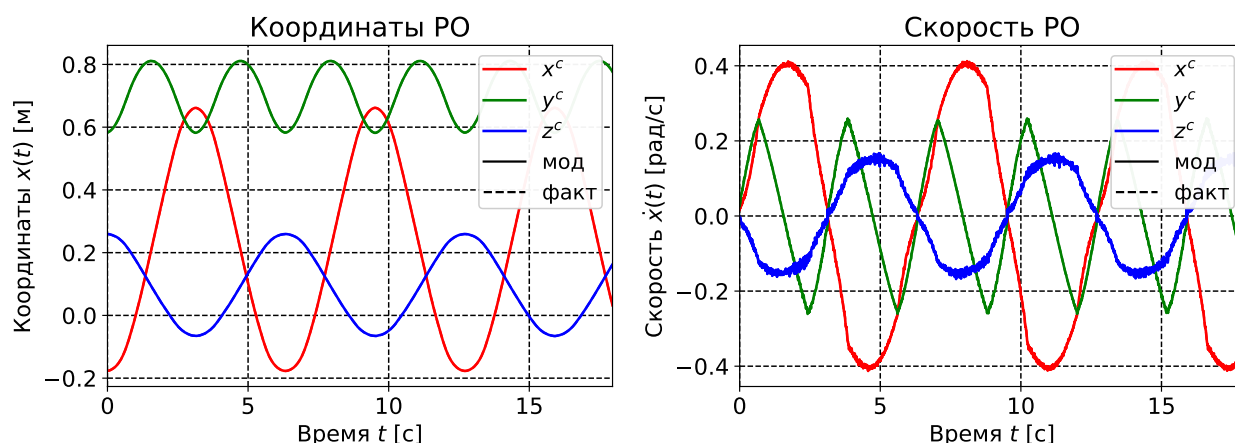 Координаты РО
Координаты x(t) [м]
0.8
0.6
0.4
0.2
0.0
−0.2
0 5 10 15
Время t [с]
x^c
y^c
z^c
мод
факт
Скорость РО
Скорость ẋ(t) [рад/с]
0.4
0.2
0.0
−0.2
−0.4
0 5 10 15
Время t [с]
x^c
y^c
z^c
мод
факт